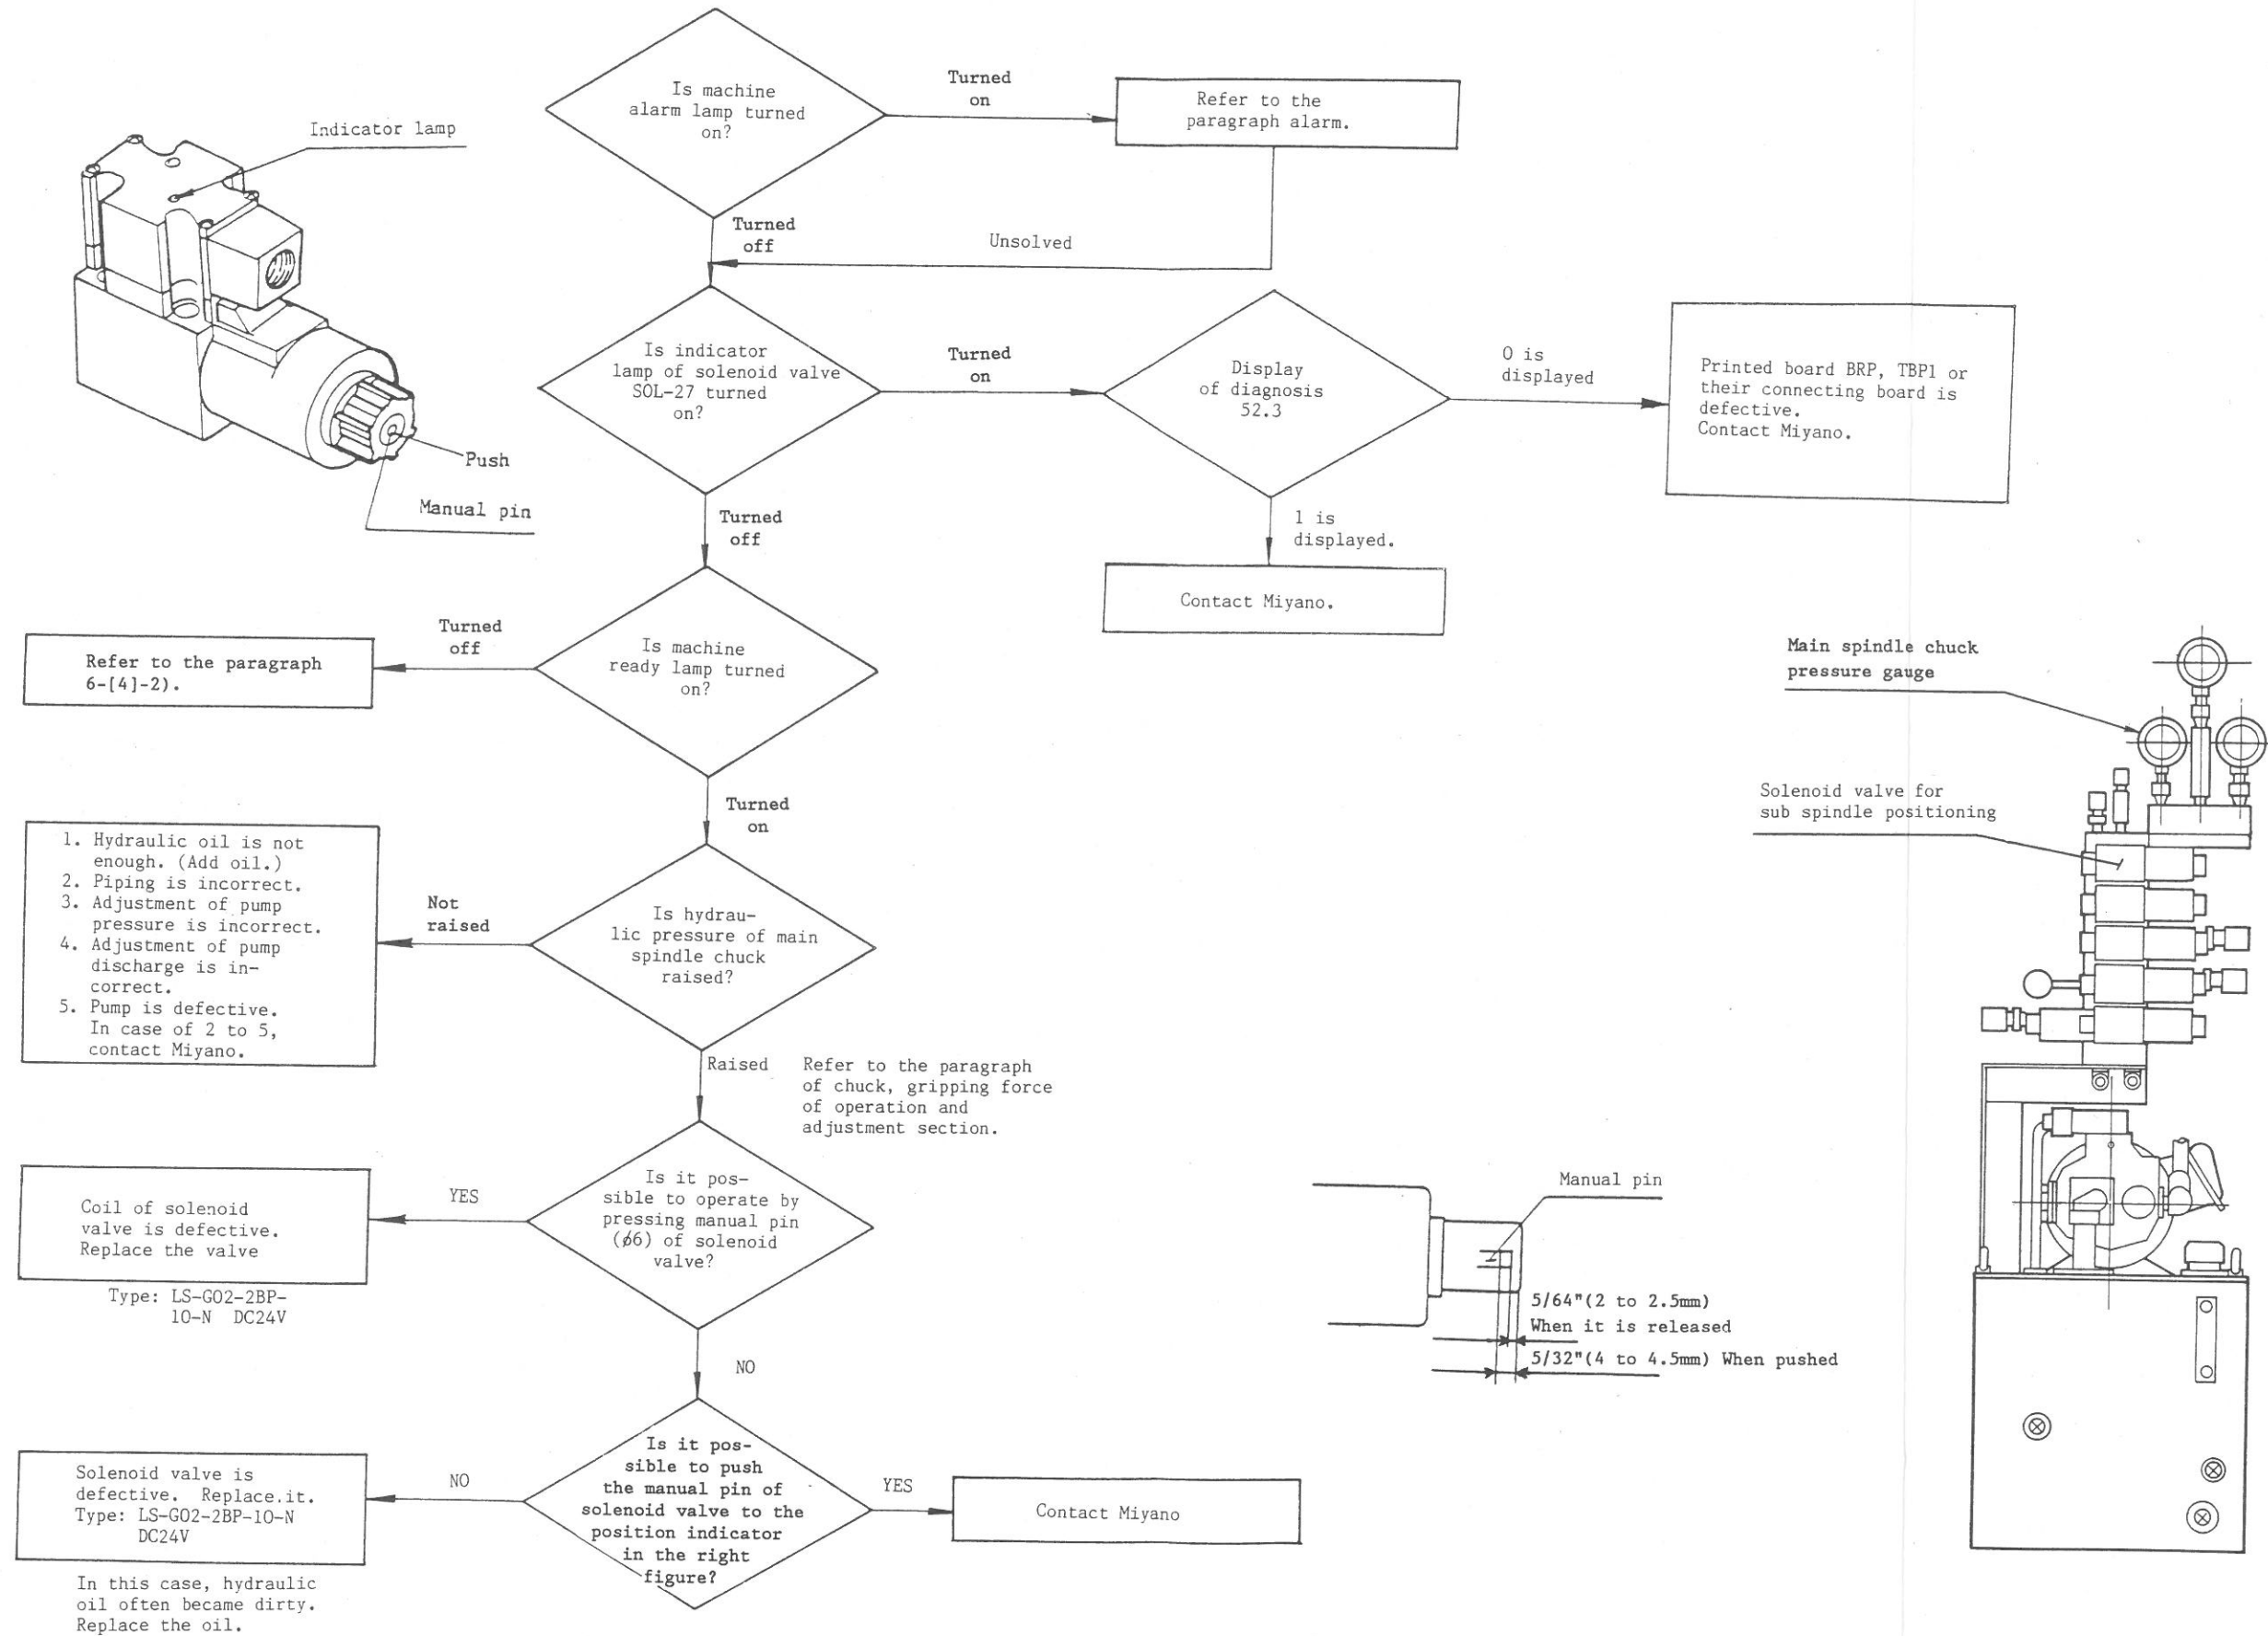 Is machine
alarm lamp turned
on?
Turned
on
Refer to the
paragraph alarm.
Indicator lamp
Turned
off
Unsolved
Is indicator
lamp of solenoid valve
SOL-27 turned
on?
Turned
on
Display
of diagnosis
52.3
0 is
displayed
Printed board BRP, TBP1 or
their connecting board is
defective.
Contact Miyano.
Push
Manual pin
Turned
off
1 is
displayed.
Contact Miyano.
Is machine
ready lamp turned
on?
Turned
off
Refer to the paragraph
6-[4]-2).
Main spindle chuck
pressure gauge
Solenoid valve for
sub spindle positioning
Turned
on
1. Hydraulic oil is not
enough. (Add oil.)
2. Piping is incorrect.
3. Adjustment of pump
pressure is incorrect.
4. Adjustment of pump
discharge is in-
correct.
5. Pump is defective.
In case of 2 to 5,
contact Miyano.
Not
raised
Is hydrau-
lic pressure of main
spindle chuck
raised?
Raised
Refer to the paragraph
of chuck, gripping force
of operation and
adjustment section.
Is it pos-
sible to operate by
pressing manual pin
(ø6) of solenoid
valve?
YES
Coil of solenoid
valve is defective.
Replace the valve
Type: LS-G02-2BP-
10-N DC24V
Manual pin
5/64"(2 to 2.5mm)
When it is released
5/32"(4 to 4.5mm) When pushed
NO
Is it pos-
sible to push
the manual pin of
solenoid valve to the
position indicator
in the right
figure?
NO
Solenoid valve is
defective. Replace.it.
Type: LS-G02-2BP-10-N
DC24V
In this case, hydraulic
oil often became dirty.
Replace the oil.
YES
Contact Miyano